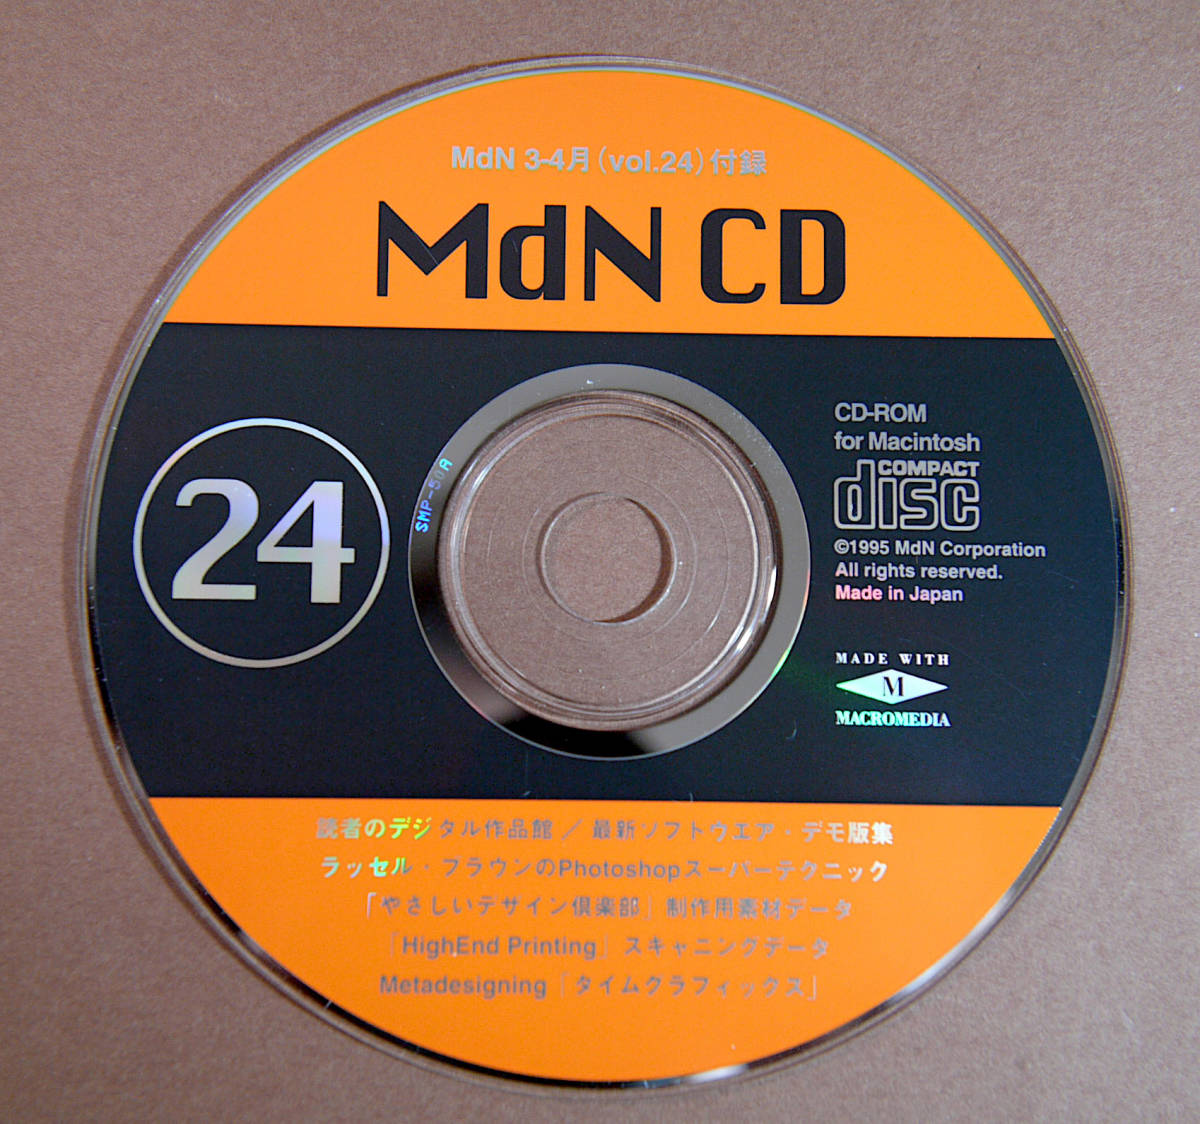 MdN 3-4月(vol.24)付録
MdN CD
24
SMP-50A
CD-ROM
for Macintosh
COMPACT
disc
©1995 MdN Corporation
All rights reserved.
Made in Japan
MADE WITH
M
MACROMEDIA
読者のデジタル作品館／最新ソフトウエア・デモ版集
ラッセル・ブラウンのPhotoshopスーパーテクニック
「やさしいデザイン倶楽部」制作用素材データ
「HighEnd Printing」スキャニングデータ
Metadesigning「タイムグラフィックス」